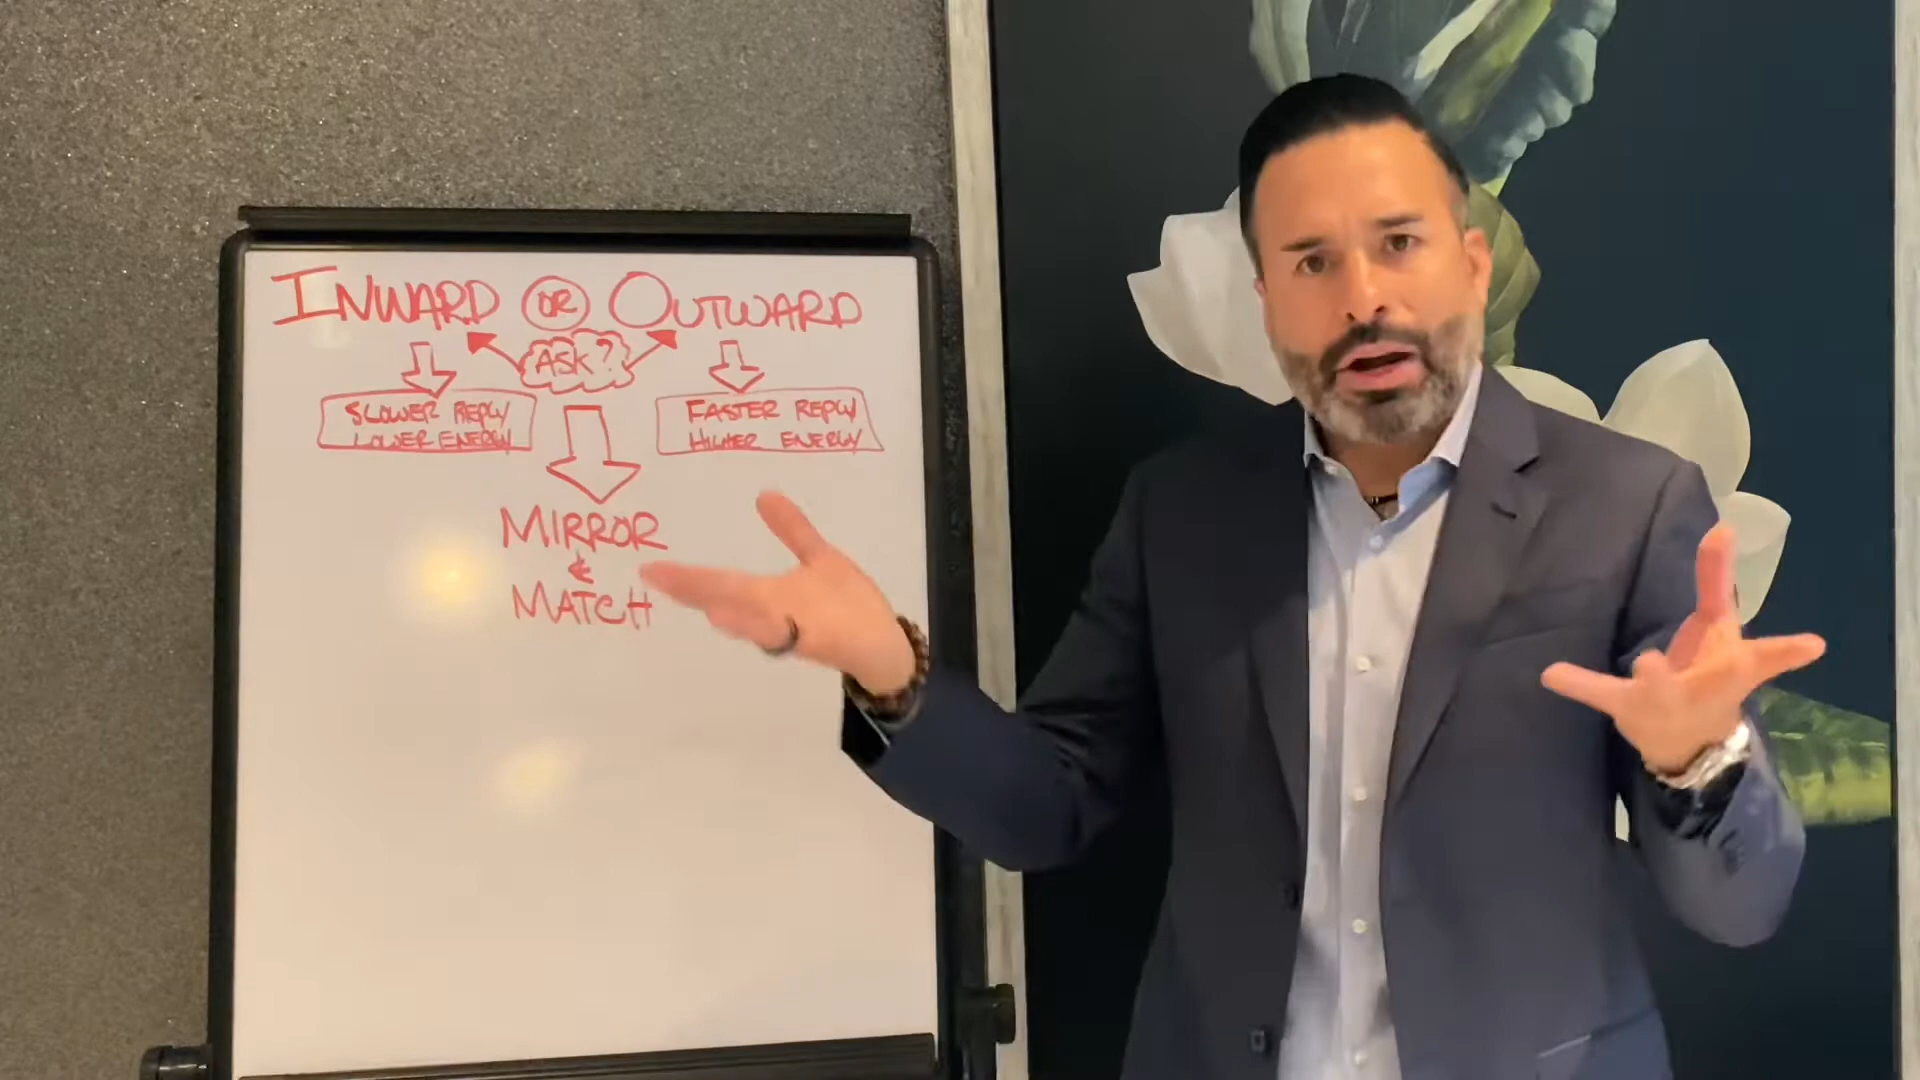 INWARD OR OUTWARD
ASK?
SLOWER REPLY
LOWER ENERGY
FASTER REPLY
HIGHER ENERGY
MIRROR
&
MATCH